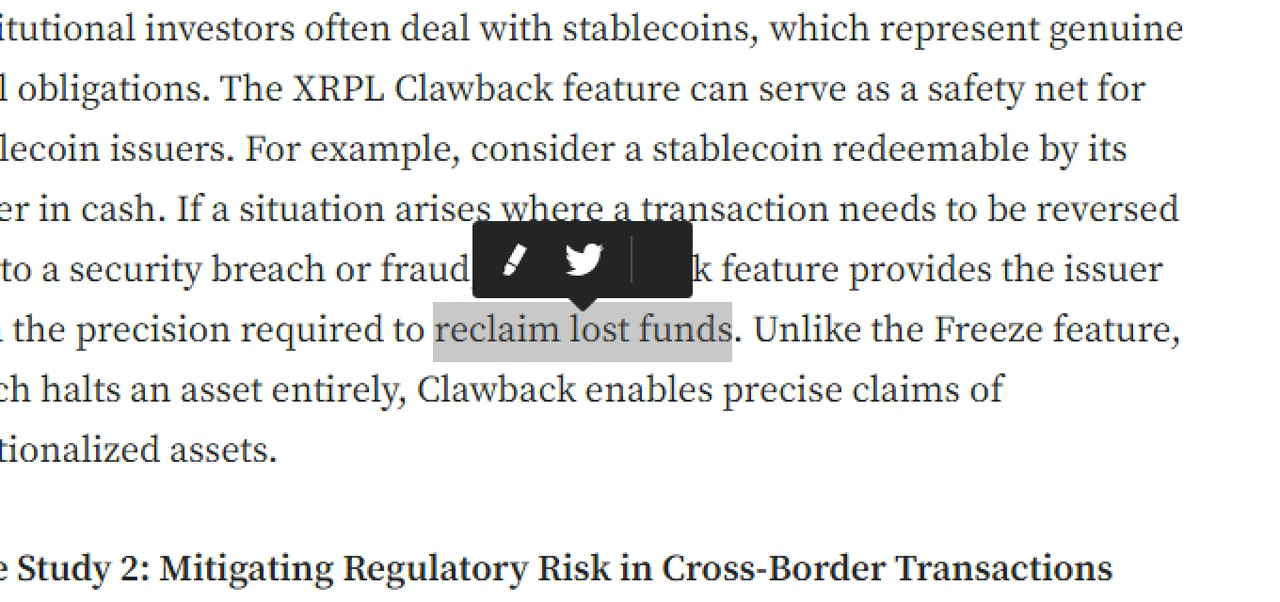 itutional investors often deal with stablecoins, which represent genuine
l obligations. The XRPL Clawback feature can serve as a safety net for
lecoin issuers. For example, consider a stablecoin redeemable by its
er in cash. If a situation arises where a transaction needs to be reversed
to a security breach or fraud k feature provides the issuer
the precision required to reclaim lost funds. Unlike the Freeze feature,
ch halts an asset entirely, Clawback enables precise claims of
tionalized assets.
e Study 2: Mitigating Regulatory Risk in Cross-Border Transactions